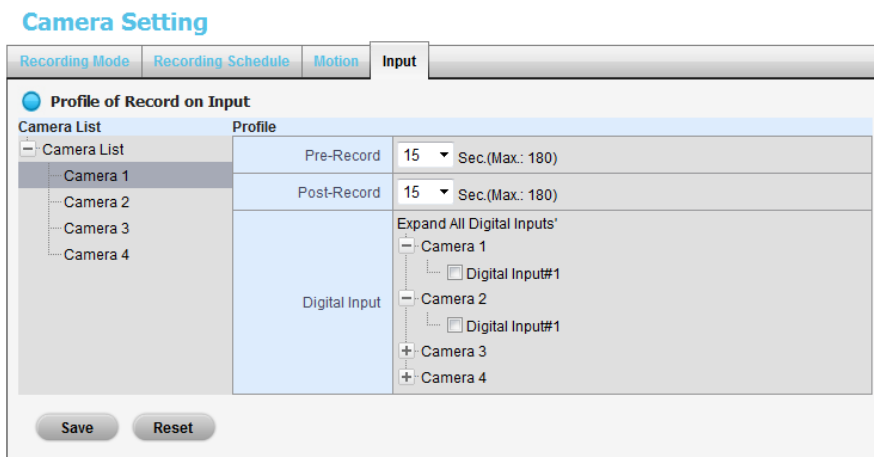 Camera Setting
Recording Mode Recording Schedule Motion Input
Profile of Record on Input
Camera List Profile
Camera List
Camera 1
Camera 2
Camera 3
Camera 4
Pre-Record 15 Sec.(Max.: 180)
Post-Record 15 Sec.(Max.: 180)
Digital Input
Expand All Digital Inputs'
Camera 1
Digital Input#1
Camera 2
Digital Input#1
Camera 3
Camera 4
Save Reset